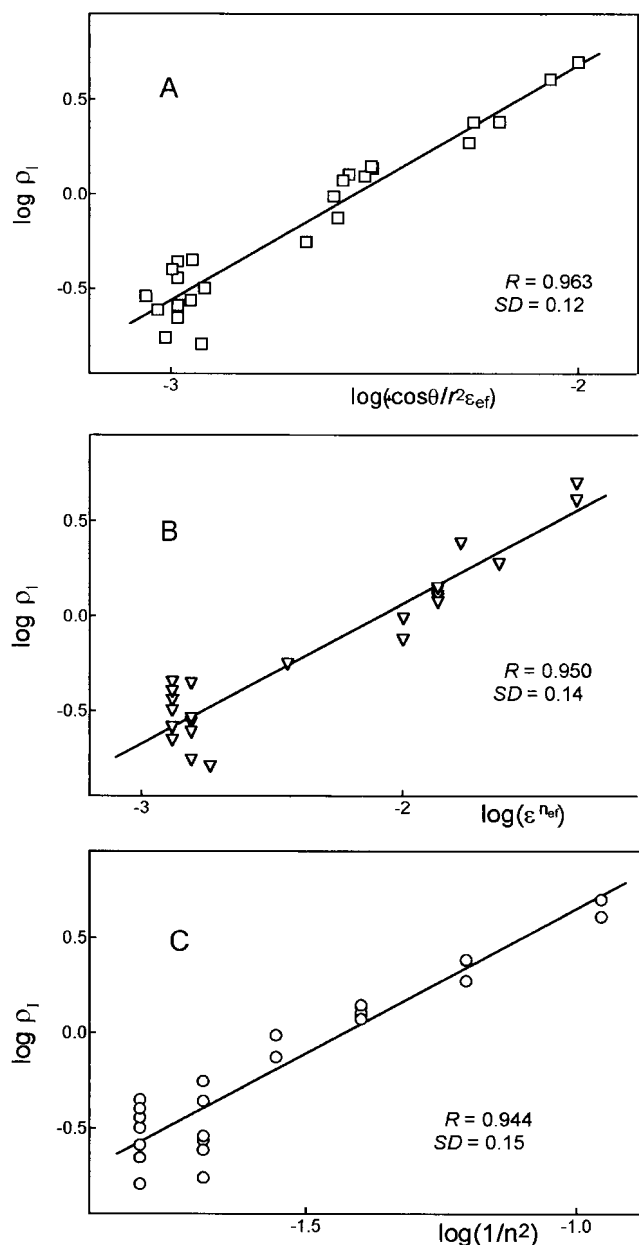 A
0.5
0.0
-0.5
log ρI
R = 0.963
SD = 0.12
-3 -2
log(-cosθ/r²εef)
B
0.5
0.0
-0.5
log ρI
R = 0.950
SD = 0.14
-3 -2
log(ε^nef)
C
0.5
0.0
-0.5
log ρI
R = 0.944
SD = 0.15
-1.5 -1.0
log(1/n²)